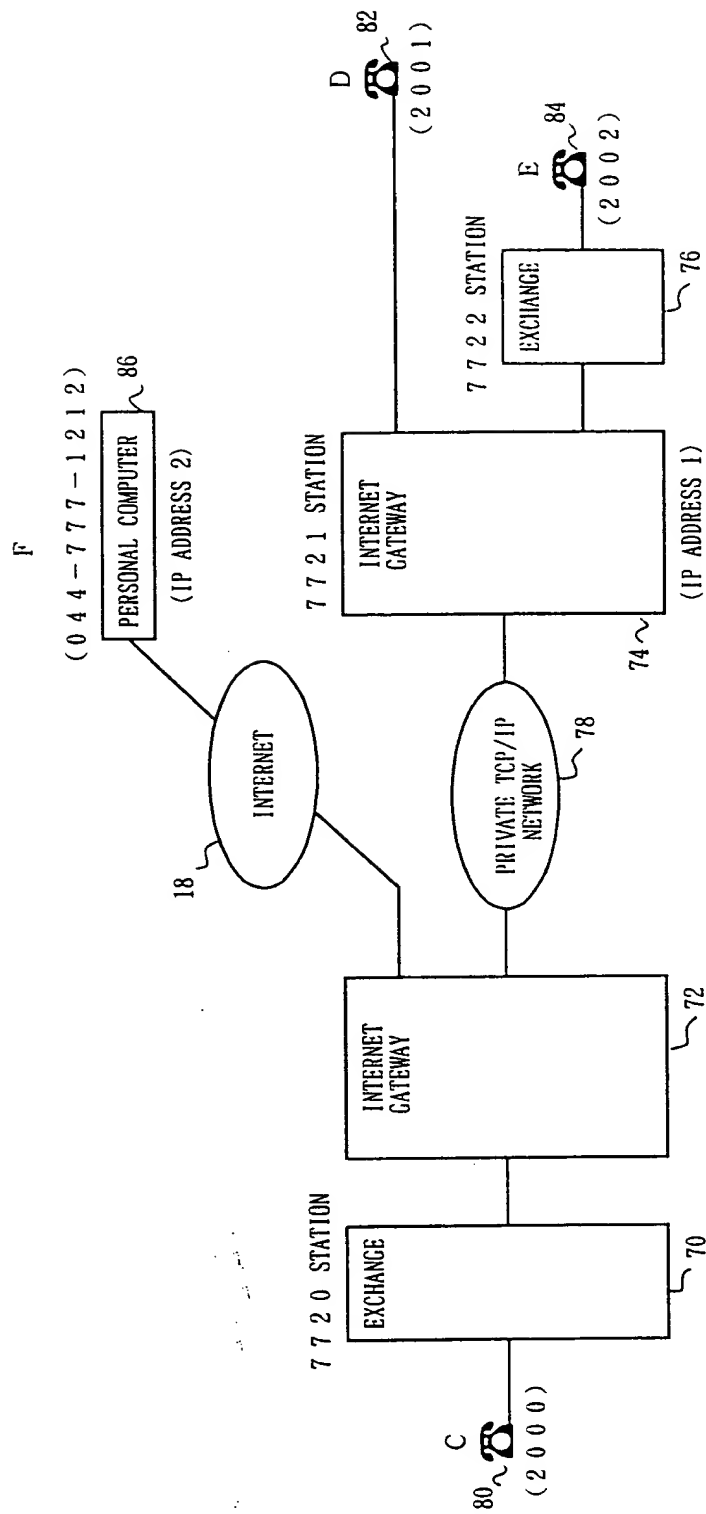 F
(044-777-1212)
PERSONAL COMPUTER
86
(IP ADDRESS 2)
INTERNET
18
D
82
(2001)
7722 STATION
E
84
EXCHANGE
(2002)
76
7721 STATION
INTERNET
GATEWAY
(IP ADDRESS 1)
74
PRIVATE TCP/IP
NETWORK
78
INTERNET
GATEWAY
72
7720 STATION
EXCHANGE
70
C
80
(2000)